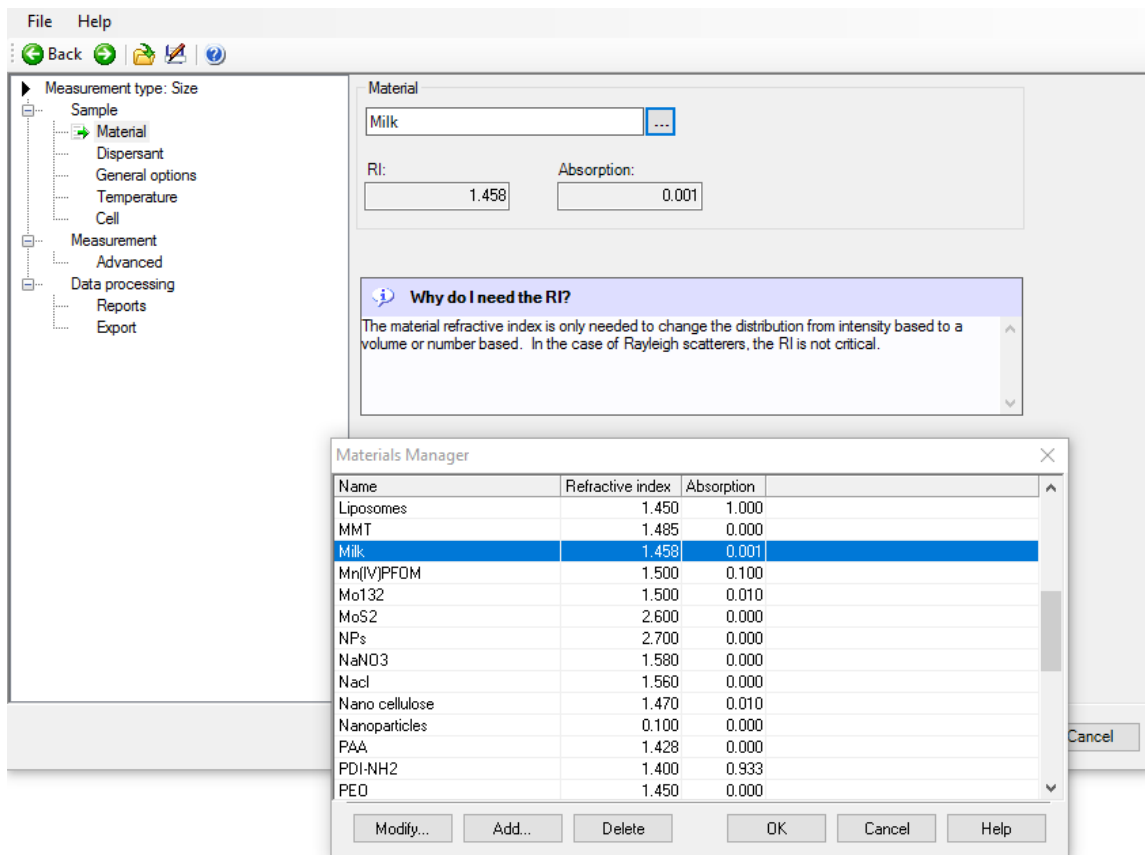 File Help
Back
Measurement type: Size
Sample
Material
Dispersant
General options
Temperature
Cell
Measurement
Advanced
Data processing
Reports
Export
Material
Milk ...
RI: Absorption:
1.458 0.001
Why do I need the RI?
The material refractive index is only needed to change the distribution from intensity based to a
volume or number based. In the case of Rayleigh scatterers, the RI is not critical.
Cancel
Materials Manager
Name Refractive index Absorption
Liposomes 1.450 1.000
MMT 1.485 0.000
Milk 1.458 0.001
Mn(IV)PFOM 1.500 0.100
Mo132 1.500 0.010
MoS2 2.600 0.000
NPs 2.700 0.000
NaNO3 1.580 0.000
Nacl 1.560 0.000
Nano cellulose 1.470 0.010
Nanoparticles 0.100 0.000
PAA 1.428 0.000
PDI-NH2 1.400 0.933
PEO 1.450 0.000
Modify... Add... Delete OK Cancel Help